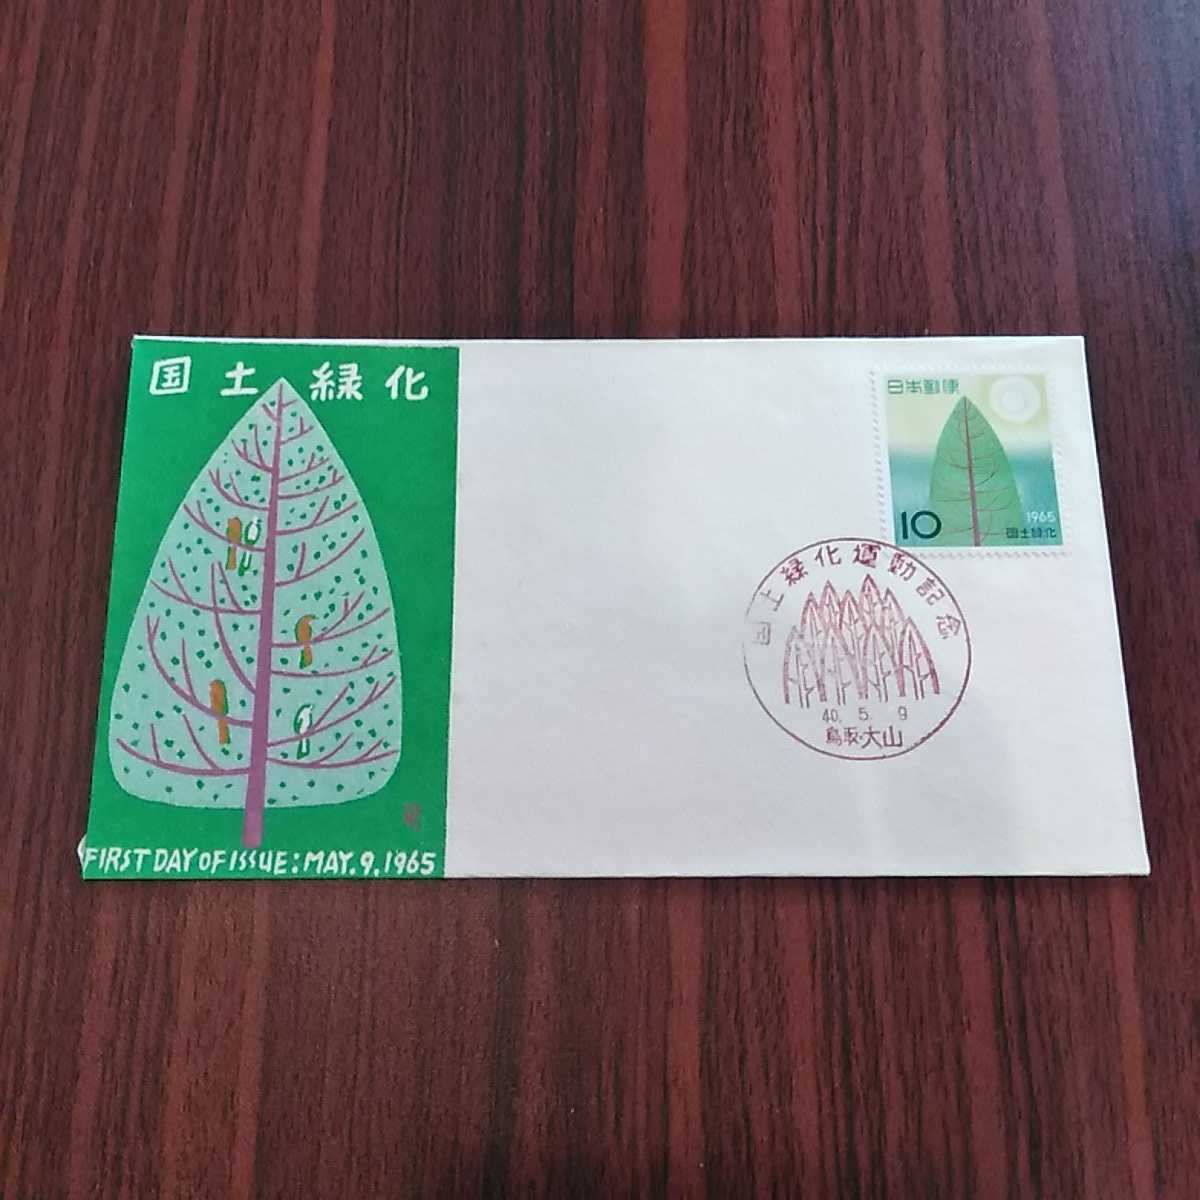 国土緑化
FIRST DAY OF ISSUE: MAY. 9, 1965
日本郵便
10
1965
国土緑化
国土緑化運動記念
40. 5. 9
鳥取・大山